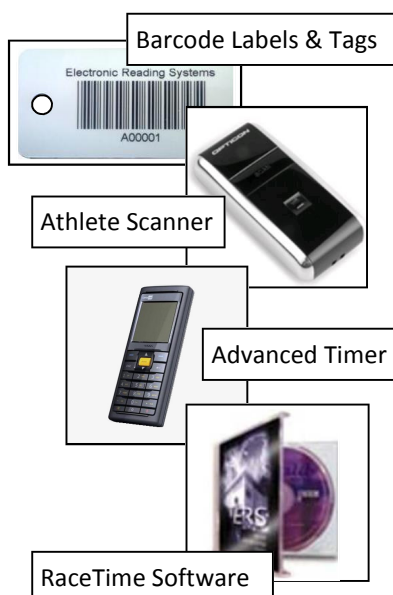 Barcode Labels & Tags
Electronic Reading Systems
A00001
OPTICON
Athlete Scanner
Advanced Timer
ERS
RaceTime Software